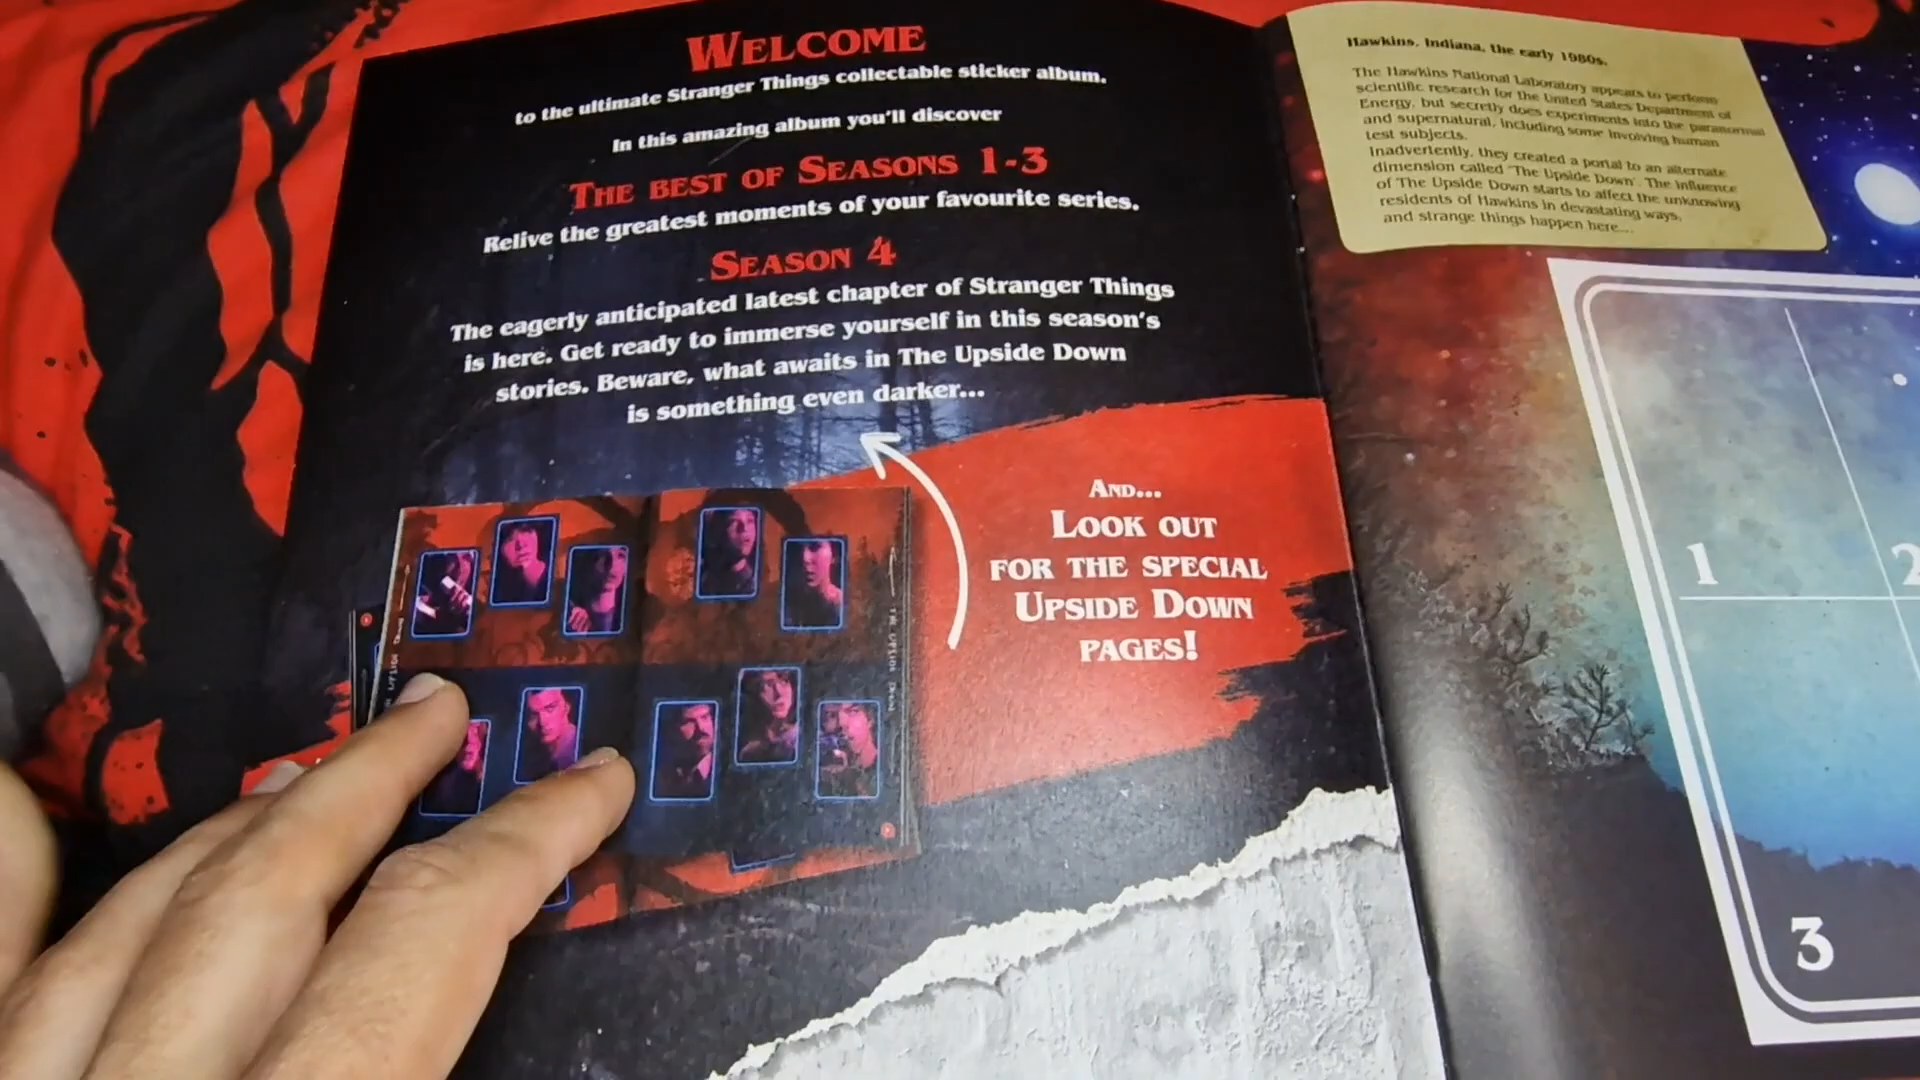 WELCOME
to the ultimate Stranger Things collectable sticker album.
In this amazing album you'll discover
THE BEST OF SEASONS 1-3
Relive the greatest moments of your favourite series.
SEASON 4
The eagerly anticipated latest chapter of Stranger Things
is here. Get ready to immerse yourself in this season's
stories. Beware, what awaits in The Upside Down
is something even darker...
AND...
LOOK OUT
FOR THE SPECIAL
UPSIDE DOWN
PAGES!
Hawkins, Indiana, the early 1980s.
The Hawkins National Laboratory appears to perform
scientific research for the United States Department of
Energy, but secretly does experiments into the paranormal
and supernatural, including some involving human
test subjects.
Inadvertently, they created a portal to an alternate
dimension called 'The Upside Down'. The influence
of The Upside Down starts to affect the unknowing
residents of Hawkins in devastating ways,
and strange things happen here...
1
2
3